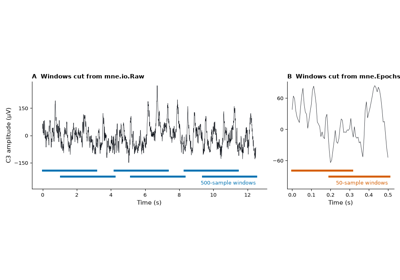 A Windows cut from mne.io.Raw
C3 amplitude (µV)
150
0
−150
500-sample windows
0 2 4 6 8 10 12
Time (s)
B Windows cut from mne.Epochs
60
0
−60
50-sample windows
0.0 0.1 0.2 0.3 0.4 0.5
Time (s)